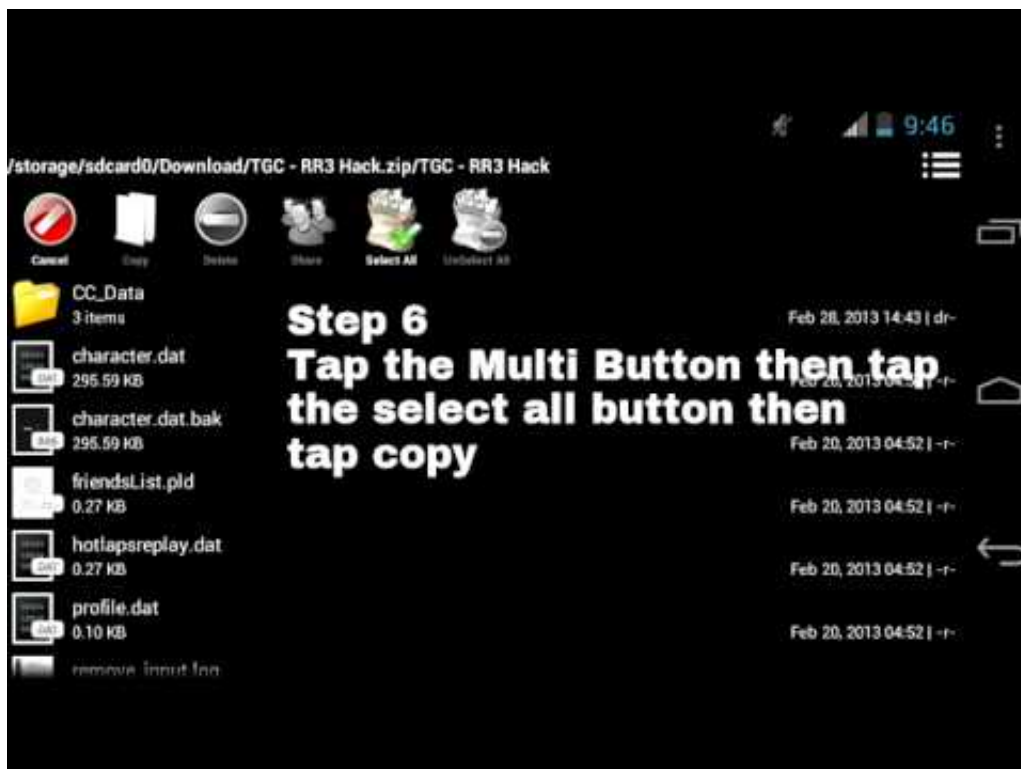 9:46
/storage/sdcard0/Download/TGC - RR3 Hack.zip/TGC - RR3 Hack
Cancel
Copy
Delete
Share
Select All
UnSelect All
CC_Data
3 items
Feb 28, 2013 14:43 | dr-
Step 6
Tap the Multi Button then tap
the select all button then
tap copy
character.dat
295.59 KB
character.dat.bak
295.59 KB
Feb 20, 2013 04:52 | -r-
friendsList.pld
0.27 KB
Feb 20, 2013 04:52 | -r-
hotlapsreplay.dat
0.27 KB
Feb 20, 2013 04:52 | -r-
profile.dat
0.10 KB
Feb 20, 2013 04:52 | -r-